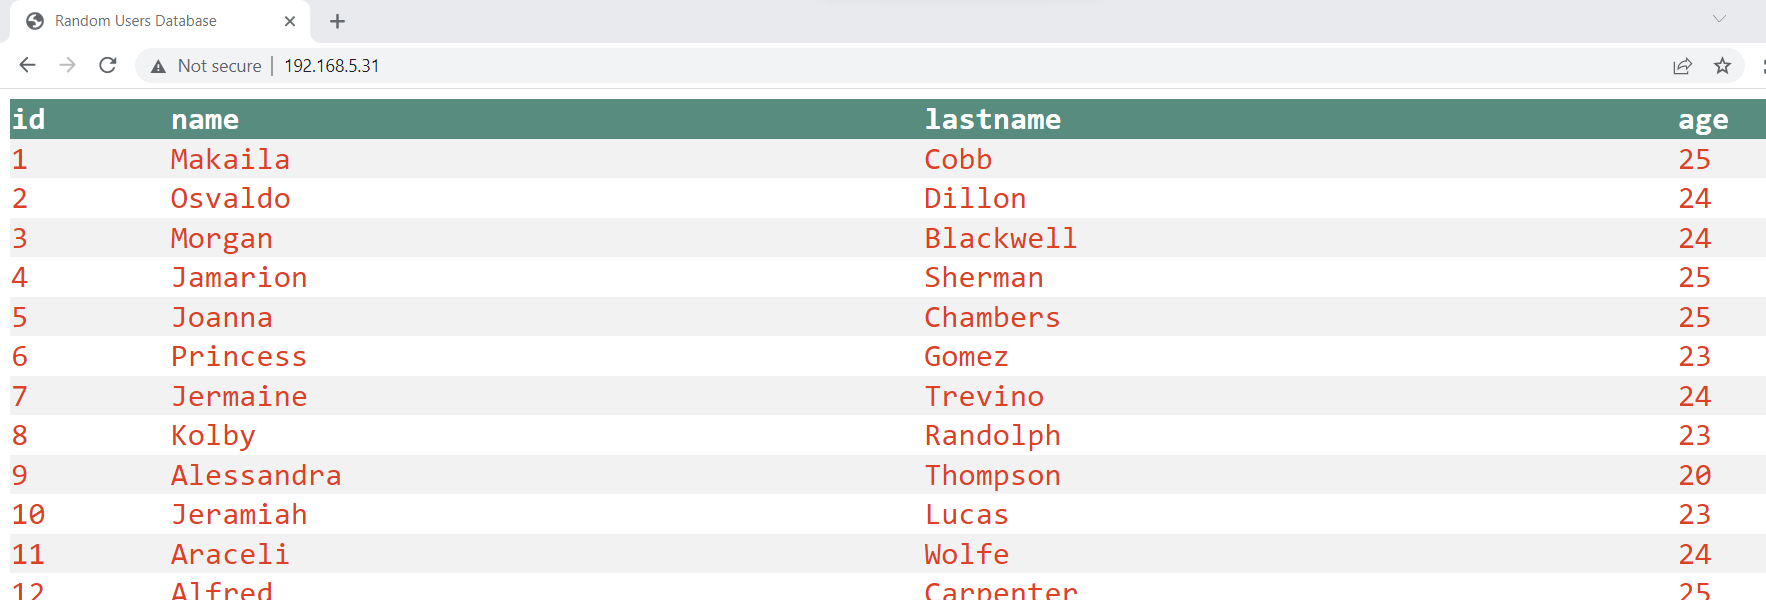 Random Users Database
Not secure | 192.168.5.31
id name lastname age
1 Makaila Cobb 25
2 Osvaldo Dillon 24
3 Morgan Blackwell 24
4 Jamarion Sherman 25
5 Joanna Chambers 25
6 Princess Gomez 23
7 Jermaine Trevino 24
8 Kolby Randolph 23
9 Alessandra Thompson 20
10 Jeramiah Lucas 23
11 Araceli Wolfe 24
12 Alfred Carpenter 25